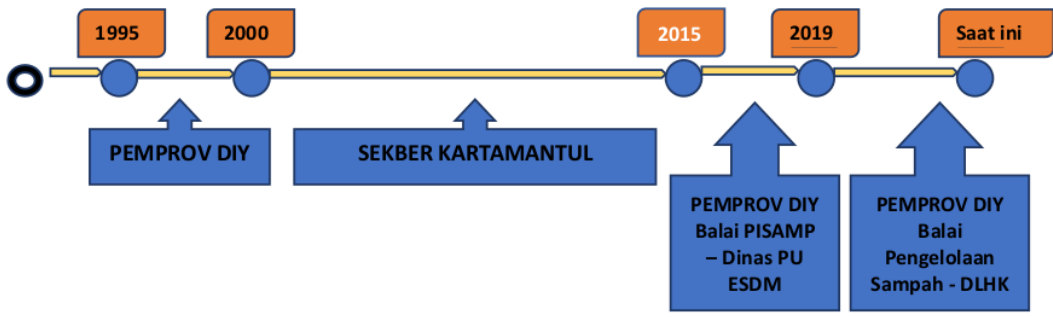 1995
2000
2015
2019
Saat ini
PEMPROV DIY
SEKBER KARTAMANTUL
PEMPROV DIY
Balai PISAMP
– Dinas PU
ESDM
PEMPROV DIY
Balai
Pengelolaan
Sampah - DLHK